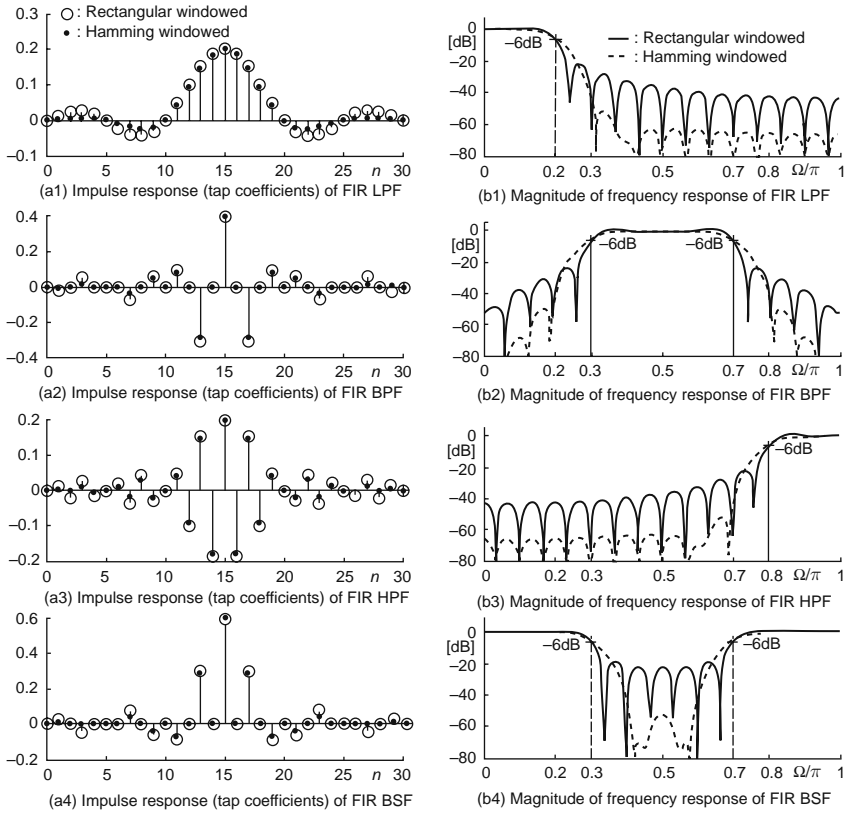 : Rectangular windowed
: Hamming windowed
0.3
0.2
0.1
0
–0.1
0 5 10 15 20 25 n 30
(a1) Impulse response (tap coefficients) of FIR LPF
0
[dB]
–20
–40
–60
–80
–6dB
: Rectangular windowed
: Hamming windowed
0 0.2 0.3 0.7 0.8 Ω/π 1
(b1) Magnitude of frequency response of FIR LPF
0.4
0.2
0
–0.2
–0.4
0 5 10 15 20 25 n 30
(a2) Impulse response (tap coefficients) of FIR BPF
0
[dB]
–20
–40
–60
–80
–6dB –6dB
0 0.2 0.3 0.5 0.7 0.8 Ω/π 1
(b2) Magnitude of frequency response of FIR BPF
0.2
0.1
0
–0.1
–0.2
0 5 10 15 20 25 n 30
(a3) Impulse response (tap coefficients) of FIR HPF
0
[dB]
–20
–40
–60
–80
–6dB
0 0.2 0.3 0.7 0.8 Ω/π 1
(b3) Magnitude of frequency response of FIR HPF
0.6
0.4
0.2
0
–0.2
0 5 10 15 20 25 n 30
(a4) Impulse response (tap coefficients) of FIR BSF
0
[dB]
–20
–40
–60
–80
–6dB –6dB
0 0.2 0.3 0.5 0.7 0.8 Ω/π 1
(b4) Magnitude of frequency response of FIR BSF